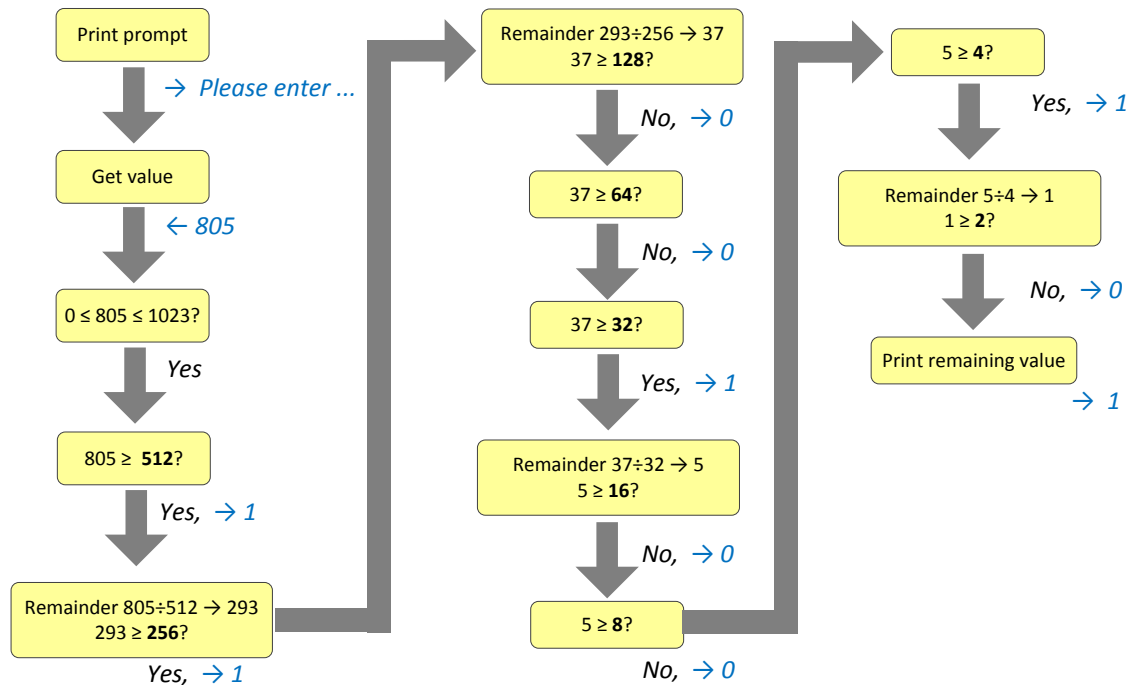 Print prompt
→ Please enter ...
Get value
← 805
0 ≤ 805 ≤ 1023?
Yes
805 ≥ 512?
Yes, → 1
Remainder 805÷512 → 293
293 ≥ 256?
Yes, → 1
Remainder 293÷256 → 37
37 ≥ 128?
No, → 0
37 ≥ 64?
No, → 0
37 ≥ 32?
Yes, → 1
Remainder 37÷32 → 5
5 ≥ 16?
No, → 0
5 ≥ 8?
No, → 0
5 ≥ 4?
Yes, → 1
Remainder 5÷4 → 1
1 ≥ 2?
No, → 0
Print remaining value
→ 1